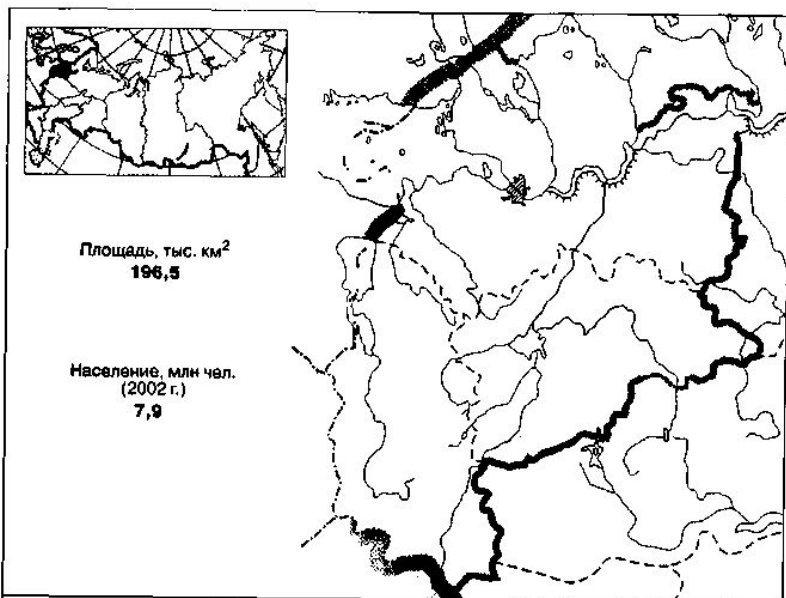 Площадь, тыс. км²
196,5
Население, млн чел.
(2002 г.)
7,9